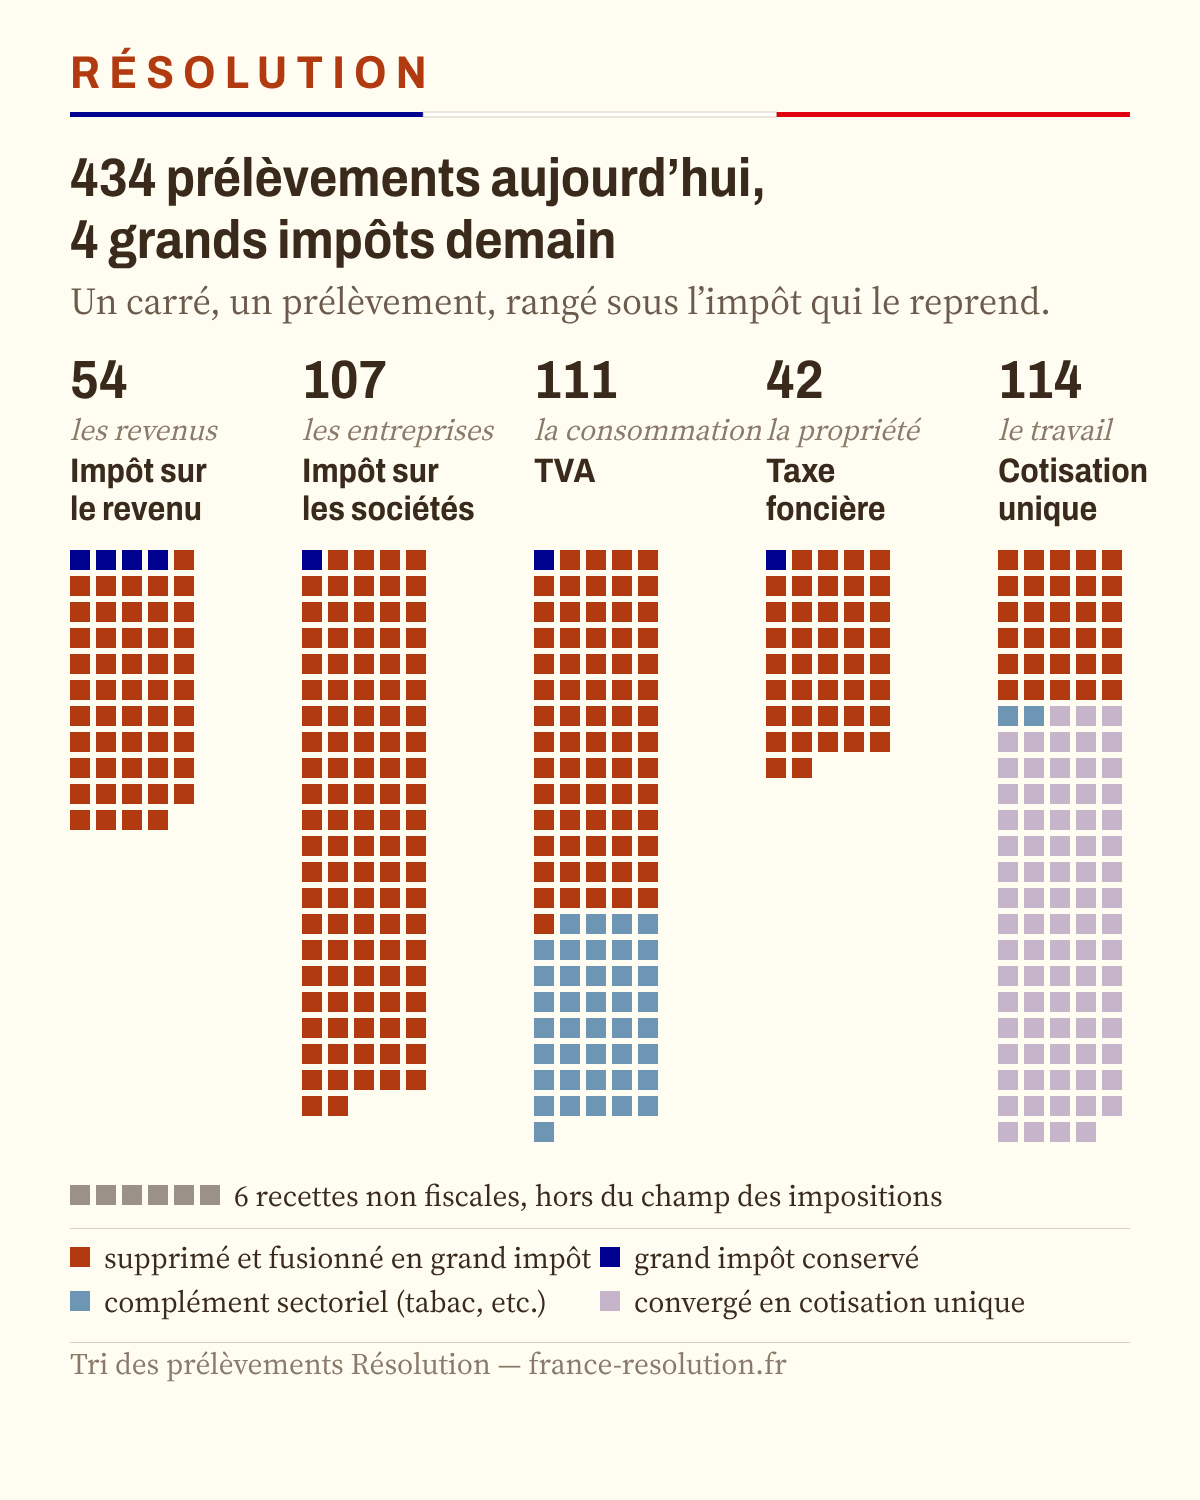 RÉSOLUTION
434 prélèvements aujourd’hui,
4 grands impôts demain
Un carré, un prélèvement, rangé sous l’impôt qui le reprend.
54
les revenus
Impôt sur
le revenu
107
les entreprises
Impôt sur
les sociétés
111
la consommation
TVA
42
la propriété
Taxe
foncière
114
le travail
Cotisation
unique
6 recettes non fiscales, hors du champ des impositions
supprimé et fusionné en grand impôt
grand impôt conservé
complément sectoriel (tabac, etc.)
convergé en cotisation unique
Tri des prélèvements Résolution — france-resolution.fr